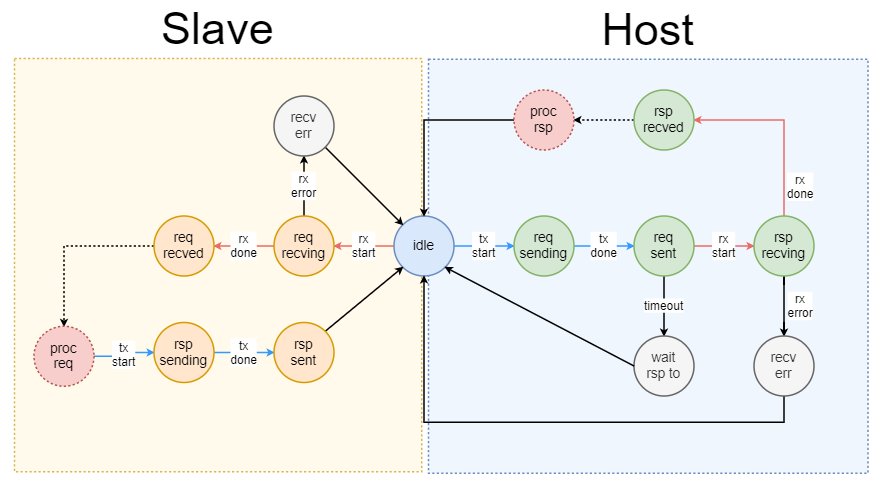 Slave
Host
recv
err
rx
error
req
recved
rx
done
req
recving
rx
start
idle
proc
req
tx
start
rsp
sending
tx
done
rsp
sent
proc
rsp
rsp
recved
rx
done
tx
start
req
sending
tx
done
req
sent
rx
start
rsp
recving
timeout
rx
error
wait
rsp to
recv
err